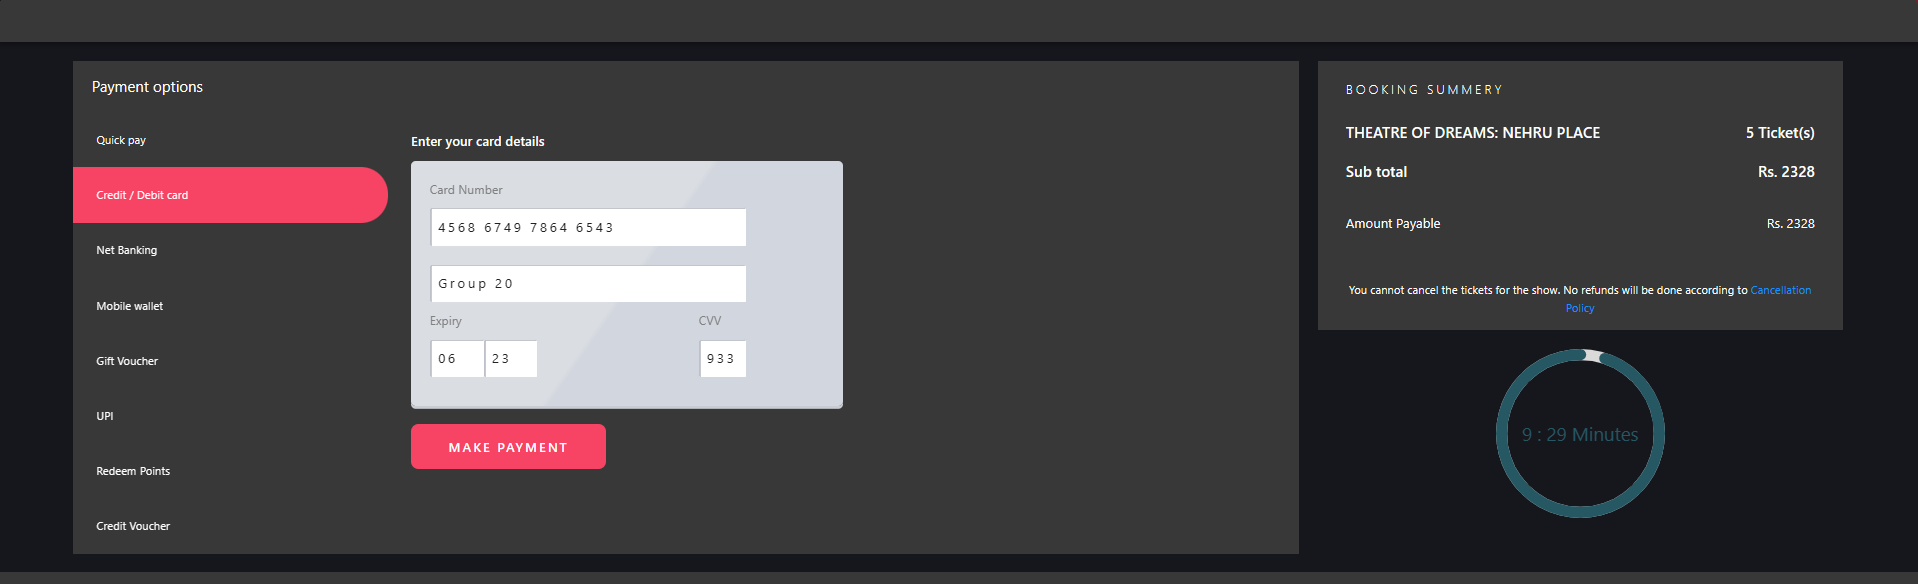 Payment options
Quick pay
Credit / Debit card
Net Banking
Mobile wallet
Gift Voucher
UPI
Redeem Points
Credit Voucher
Enter your card details
Card Number
4568 6749 7864 6543
Group 20
Expiry CVV
06 23 933
MAKE PAYMENT
BOOKING SUMMERY
THEATRE OF DREAMS: NEHRU PLACE 5 Ticket(s)
Sub total Rs. 2328
Amount Payable Rs. 2328
You cannot cancel the tickets for the show. No refunds will be done according to Cancellation
Policy
9 : 29 Minutes